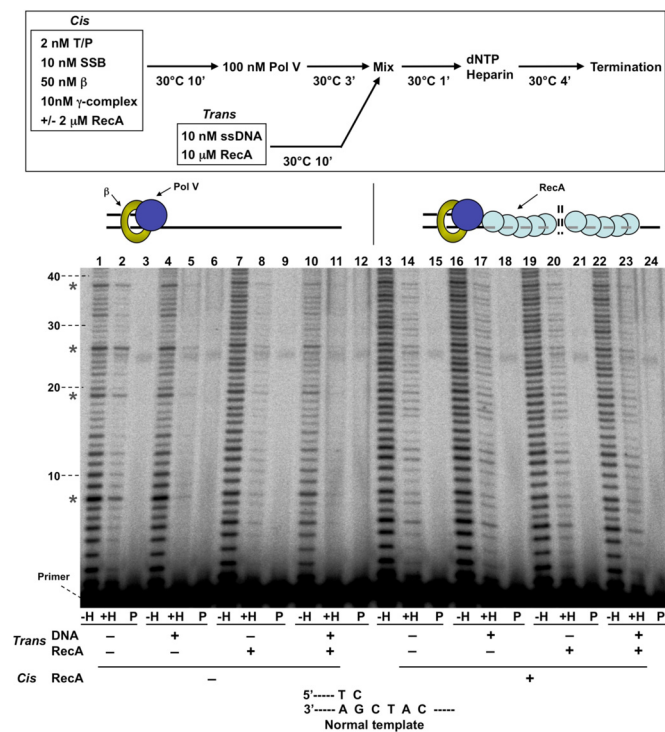 Cis
2 nM T/P
10 nM SSB
50 nM β
10nM γ-complex
+/- 2 μM RecA
30°C 10'
100 nM Pol V
30°C 3'
Mix
30°C 1'
dNTP
Heparin
30°C 4'
Termination
Trans
10 nM ssDNA
10 μM RecA
30°C 10'
β
Pol V
RecA
1 2 3 4 5 6 7 8 9 10 11 12 13 14 15 16 17 18 19 20 21 22 23 24
40
*
30
*
20
*
10
*
Primer
-H +H P -H +H P -H +H P -H +H P -H +H P -H +H P -H +H P -H +H P
Trans DNA – + – + – + – +
RecA – – + + – – + +
Cis RecA – +
5'----- T C
3'----- A G C T A C -----
Normal template